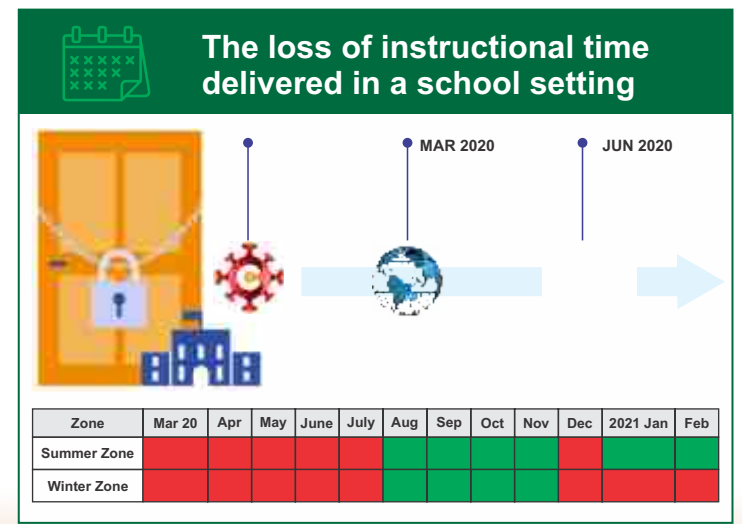 The loss of instructional time
delivered in a school setting
MAR 2020
JUN 2020
Zone Mar 20 Apr May June July Aug Sep Oct Nov Dec 2021 Jan Feb
Summer Zone
Winter Zone